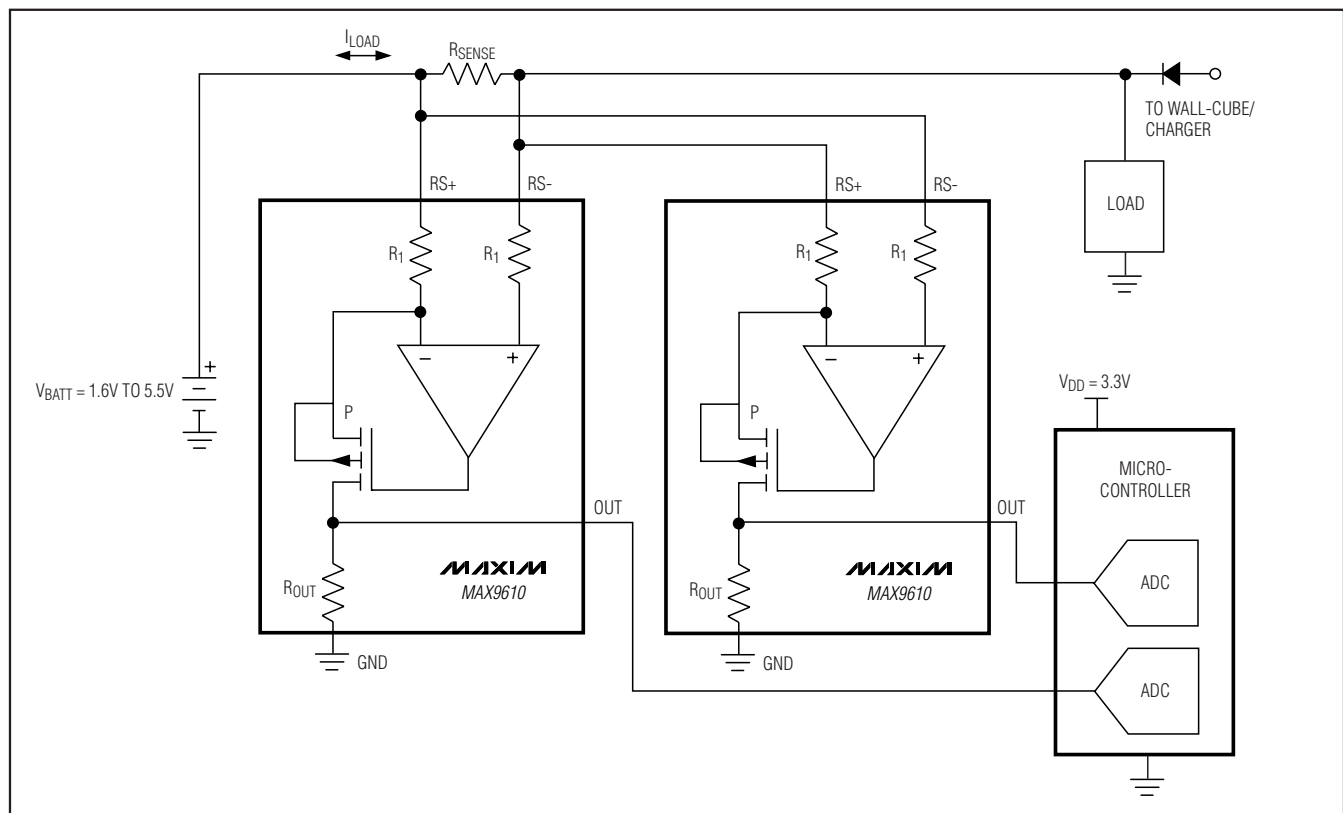 I_LOAD
R_SENSE
TO WALL-CUBE/
CHARGER
RS+
RS-
RS+
RS-
LOAD
R₁
R₁
R₁
R₁
-
+
-
+
+
V_BATT = 1.6V TO 5.5V
V_DD = 3.3V
P
P
MICRO-
CONTROLLER
OUT
OUT
MAXIM
MAX9610
MAXIM
MAX9610
R_OUT
R_OUT
ADC
GND
GND
ADC